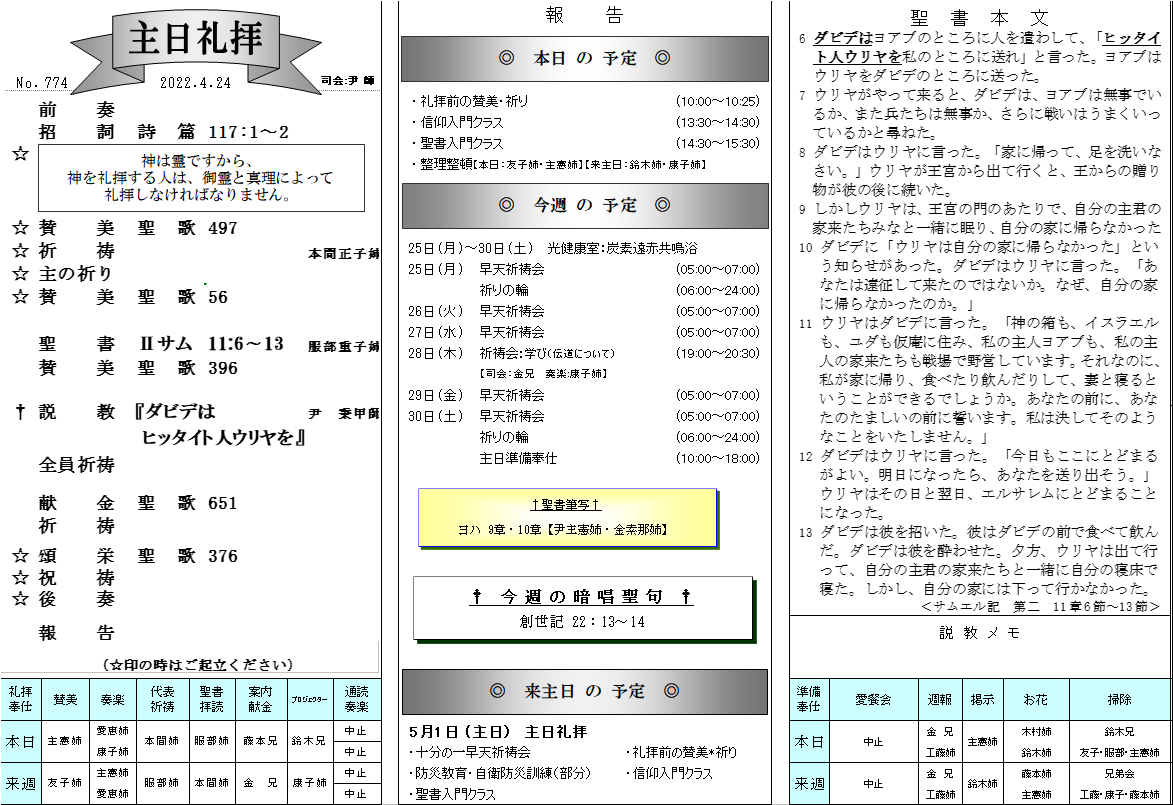 主日礼拝
No. 774
2022.4.24
司会:尹 師
前 奏
招 詞 詩 篇 117:1～2
☆
神は霊ですから、
神を礼拝する人は、御霊と真理によって
礼拝しなければなりません。
☆ 賛 美 聖 歌 497
☆ 祈 祷 本間正子姉
☆ 主の祈り
☆ 賛 美 聖 歌 56
聖 書 Ⅱサム 11:6～13 服部重子姉
賛 美 聖 歌 396
† 説 教 『ダビデは 尹 秉甲師
ヒッタイト人ウリヤを』
全員祈祷
献 金 聖 歌 651
祈 祷
☆ 頌 栄 聖 歌 376
☆ 祝 祷
☆ 後 奏
報 告
(☆印の時はご起立ください)
礼拝奉仕 賛美 奏楽 代表祈祷 聖書拝読 案内献金 プロジェクター 通読奏楽
本日 主憲姉 愛恵姉 康子姉 本間姉 服部姉 藤本兄 鈴木兄 中止 中止
来週 友子姉 主憲姉 愛恵姉 服部姉 本間姉 金 兄 康子姉 中止 中止
報 告
◎ 本日 の 予定 ◎
・礼拝前の賛美・祈り (10:00～10:25)
・信仰入門クラス (13:30～14:30)
・聖書入門クラス (14:30～15:30)
・整理整頓【本日:友子姉・主憲姉】【来主日:鈴木姉・康子姉】
◎ 今週 の 予定 ◎
25日(月)～30日(土) 光健康室:炭素遠赤共鳴浴
25日(月) 早天祈祷会 (05:00～07:00)
祈りの輪 (06:00～24:00)
26日(火) 早天祈祷会 (05:00～07:00)
27日(水) 早天祈祷会 (05:00～07:00)
28日(木) 祈祷会:学び(伝道について) (19:00～20:30)
【司会:金兄 奏楽:康子姉】
29日(金) 早天祈祷会 (05:00～07:00)
30日(土) 早天祈祷会 (05:00～07:00)
祈りの輪 (06:00～24:00)
主日準備奉仕 (10:00～18:00)
†聖書筆写†
ヨハ 9章・10章【尹主憲姉・金素那姉】
✝ 今 週 の 暗 唱 聖 句 ✝
創世記 22：13～14
◎ 来主日 の 予定 ◎
5月1日(主日) 主日礼拝
・十分の一早天祈祷会 ・礼拝前の賛美*祈り
・防災教育・自衛防災訓練(部分) ・信仰入門クラス
・聖書入門クラス
聖 書 本 文
6 ダビデはヨアブのところに人を遣わして、「ヒッタイ
ト人ウリヤを私のところに送れ」と言った。ヨアブは
ウリヤをダビデのところに送った。
7 ウリヤがやって来ると、ダビデは、ヨアブは無事でい
るか、また兵たちは無事か、さらに戦いはうまくいっ
ているかと尋ねた。
8 ダビデはウリヤに言った。「家に帰って、足を洗いな
さい。」ウリヤが王宮から出て行くと、王からの贈り
物が彼の後に続いた。
9 しかしウリヤは、王宮の門のあたりで、自分の主君の
家来たちみなと一緒に眠り、自分の家に帰らなかった
10 ダビデに「ウリヤは自分の家に帰らなかった」とい
う知らせがあった。ダビデはウリヤに言った。「あ
なたは遠征して来たのではないか。なぜ、自分の家
に帰らなかったのか。」
11 ウリヤはダビデに言った。「神の箱も、イスラエル
も、ユダも仮庵に住み、私の主人ヨアブも、私の主
人の家来たちも戦場で野営しています。それなのに、
私が家に帰り、食べたり飲んだりして、妻と寝ると
いうことができるでしょうか。あなたの前に、あな
たのたましいの前に誓います。私は決してそのよう
なことをいたしません。」
12 ダビデはウリヤに言った。「今日もここにとどまる
がよい。明日になったら、あなたを送り出そう。」
ウリヤはその日と翌日、エルサレムにとどまること
になった。
13 ダビデは彼を招いた。彼はダビデの前で食べて飲ん
だ。ダビデは彼を酔わせた。夕方、ウリヤは出て行
って、自分の主君の家来たちと一緒に自分の寝床で
寝た。しかし、自分の家には下って行かなかった。
＜サムエル記 第二 11章6節～13節＞
説 教 メ モ
準備奉仕 愛餐会 週報 掲示 お花 掃除
本日 中止 金 兄 工藤姉 主憲姉 木村姉 鈴木姉 鈴木兄 友子・服部・主憲姉
来週 中止 金 兄 工藤姉 鈴木姉 藤本姉 主憲姉 兄弟会 工藤・康子・藤本姉